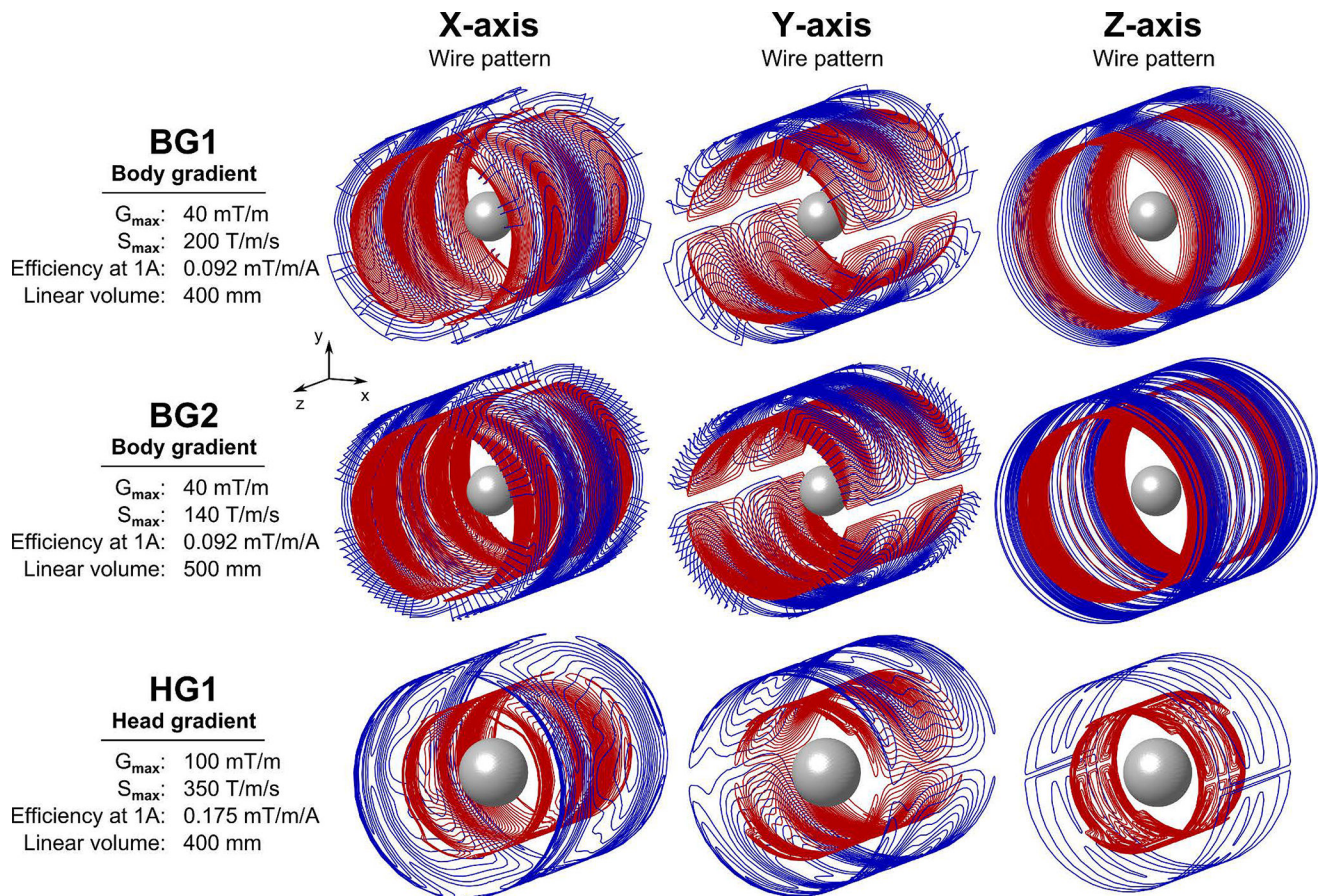 X-axis
Wire pattern
Y-axis
Wire pattern
Z-axis
Wire pattern
BG1
Body gradient
Gmax: 40 mT/m
Smax: 200 T/m/s
Efficiency at 1A: 0.092 mT/m/A
Linear volume: 400 mm
y
z
x
BG2
Body gradient
Gmax: 40 mT/m
Smax: 140 T/m/s
Efficiency at 1A: 0.092 mT/m/A
Linear volume: 500 mm
HG1
Head gradient
Gmax: 100 mT/m
Smax: 350 T/m/s
Efficiency at 1A: 0.175 mT/m/A
Linear volume: 400 mm